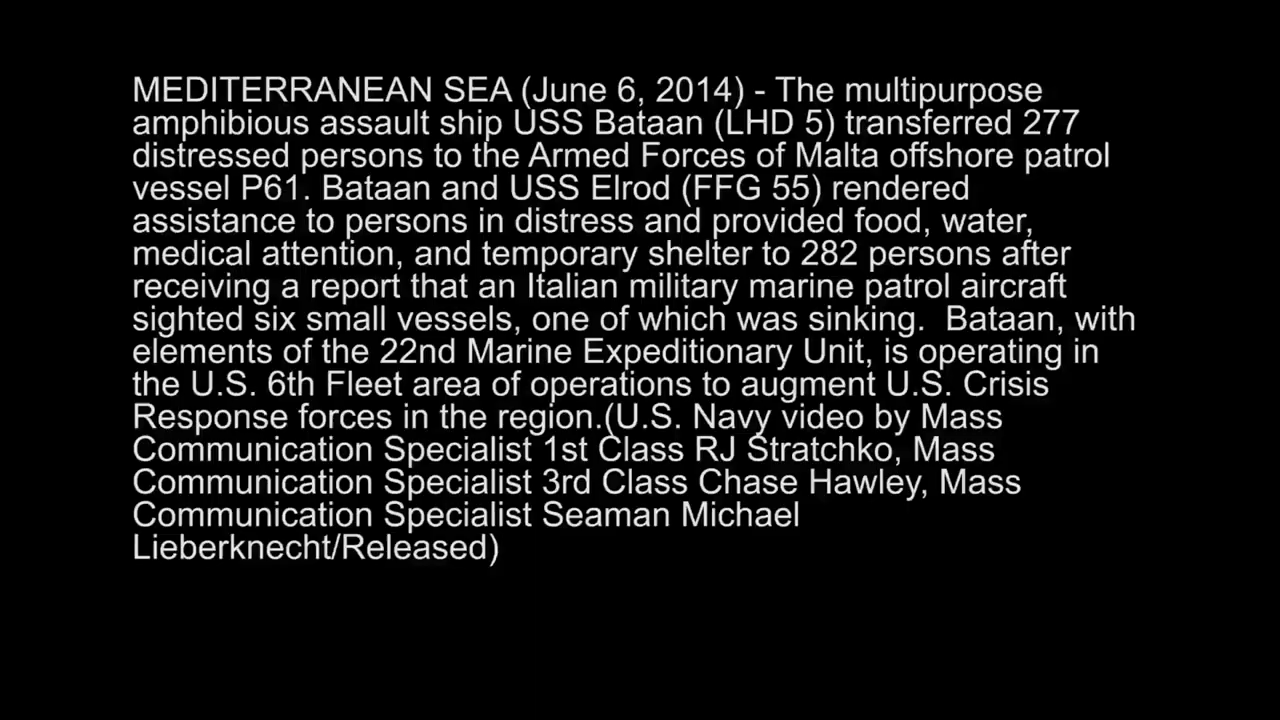 MEDITERRANEAN SEA (June 6, 2014) - The multipurpose
amphibious assault ship USS Bataan (LHD 5) transferred 277
distressed persons to the Armed Forces of Malta offshore patrol
vessel P61. Bataan and USS Elrod (FFG 55) rendered
assistance to persons in distress and provided food, water,
medical attention, and temporary shelter to 282 persons after
receiving a report that an Italian military marine patrol aircraft
sighted six small vessels, one of which was sinking.  Bataan, with
elements of the 22nd Marine Expeditionary Unit, is operating in
the U.S. 6th Fleet area of operations to augment U.S. Crisis
Response forces in the region.(U.S. Navy video by Mass
Communication Specialist 1st Class RJ Stratchko, Mass
Communication Specialist 3rd Class Chase Hawley, Mass
Communication Specialist Seaman Michael
Lieberknecht/Released)